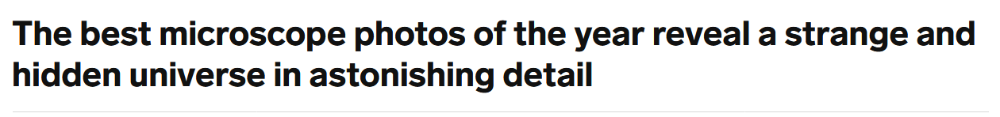 The best microscope photos of the year reveal a strange and
hidden universe in astonishing detail